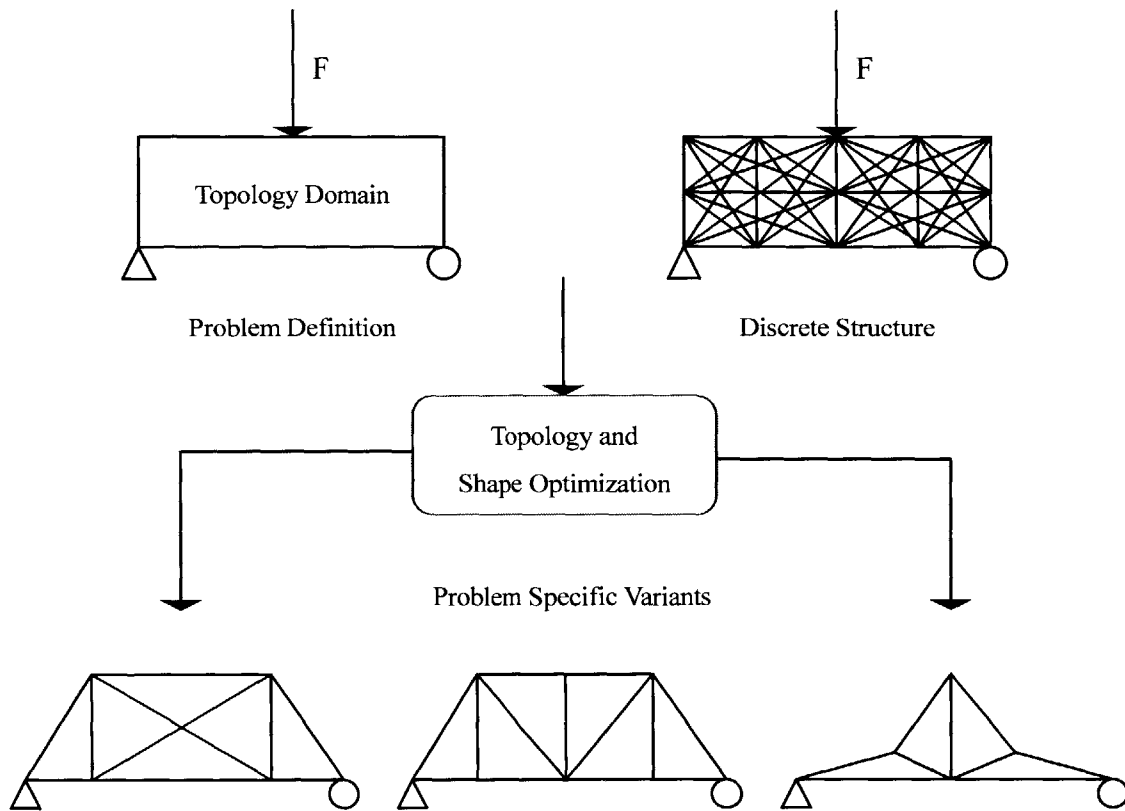 F
F
Topology Domain
Problem Definition
Discrete Structure
Topology and
Shape Optimization
Problem Specific Variants